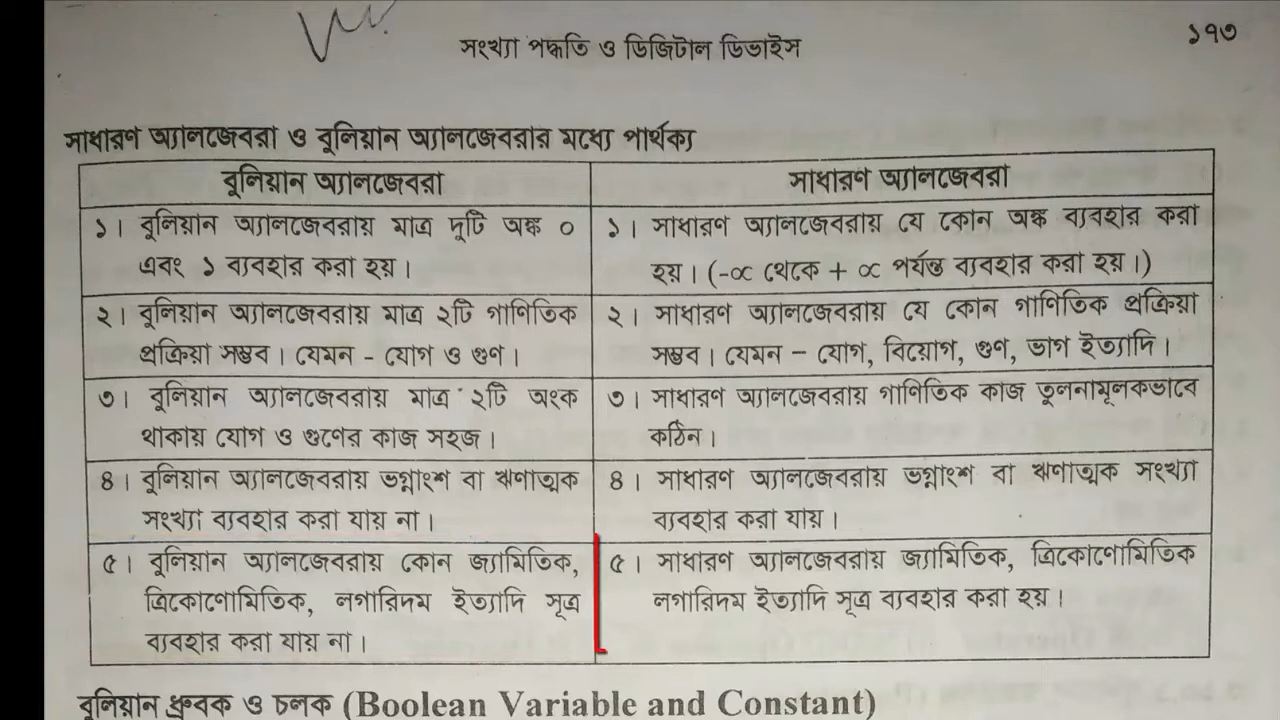 সংখ্যা পদ্ধতি ও ডিজিটাল ডিভাইস
১৭৩
সাধারণ অ্যালজেবরা ও বুলিয়ান অ্যালজেবরার মধ্যে পার্থক্য
বুলিয়ান অ্যালজেবরা
সাধারণ অ্যালজেবরা
১। বুলিয়ান অ্যালজেবরায় মাত্র দুটি অঙ্ক ০
এবং ১ ব্যবহার করা হয়।
১। সাধারণ অ্যালজেবরায় যে কোন অঙ্ক ব্যবহার করা
হয়। (-∝ থেকে + ∝ পর্যন্ত ব্যবহার করা হয়।)
২। বুলিয়ান অ্যালজেবরায় মাত্র ২টি গাণিতিক
প্রক্রিয়া সম্ভব। যেমন - যোগ ও গুণ।
২। সাধারণ অ্যালজেবরায় যে কোন গাণিতিক প্রক্রিয়া
সম্ভব। যেমন – যোগ, বিয়োগ, গুণ, ভাগ ইত্যাদি।
৩। বুলিয়ান অ্যালজেবরায় মাত্র ২টি অংক
থাকায় যোগ ও গুণের কাজ সহজ।
৩। সাধারণ অ্যালজেবরায় গাণিতিক কাজ তুলনামূলকভাবে
কঠিন।
৪। বুলিয়ান অ্যালজেবরায় ভগ্নাংশ বা ঋণাত্মক
সংখ্যা ব্যবহার করা যায় না।
৪। সাধারণ অ্যালজেবরায় ভগ্নাংশ বা ঋণাত্মক সংখ্যা
ব্যবহার করা যায়।
৫। বুলিয়ান অ্যালজেবরায় কোন জ্যামিতিক,
ত্রিকোণোমিতিক, লগারিদম ইত্যাদি সূত্র
ব্যবহার করা যায় না।
৫। সাধারণ অ্যালজেবরায় জ্যামিতিক, ত্রিকোণোমিতিক
লগারিদম ইত্যাদি সূত্র ব্যবহার করা হয়।
বুলিয়ান ধ্রুবক ও চলক (Boolean Variable and Constant)